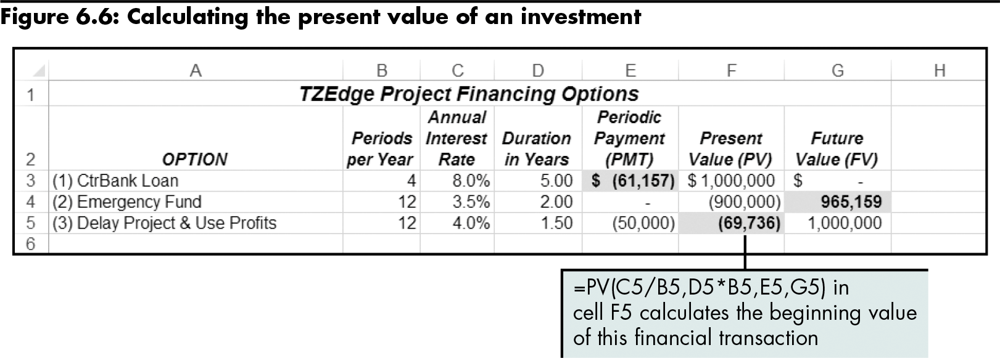 Figure 6.6: Calculating the present value of an investment
A B C D E F G H
1 TZEdge Project Financing Options
Annual Periodic
Periods Interest Duration Payment Present Future
2 OPTION per Year Rate in Years (PMT) Value (PV) Value (FV)
3 (1) CtrBank Loan 4 8.0% 5.00 $ (61,157) $ 1,000,000 $ -
4 (2) Emergency Fund 12 3.5% 2.00 - (900,000) 965,159
5 (3) Delay Project & Use Profits 12 4.0% 1.50 (50,000) (69,736) 1,000,000
6
=PV(C5/B5,D5*B5,E5,G5) in
cell F5 calculates the beginning value
of this financial transaction